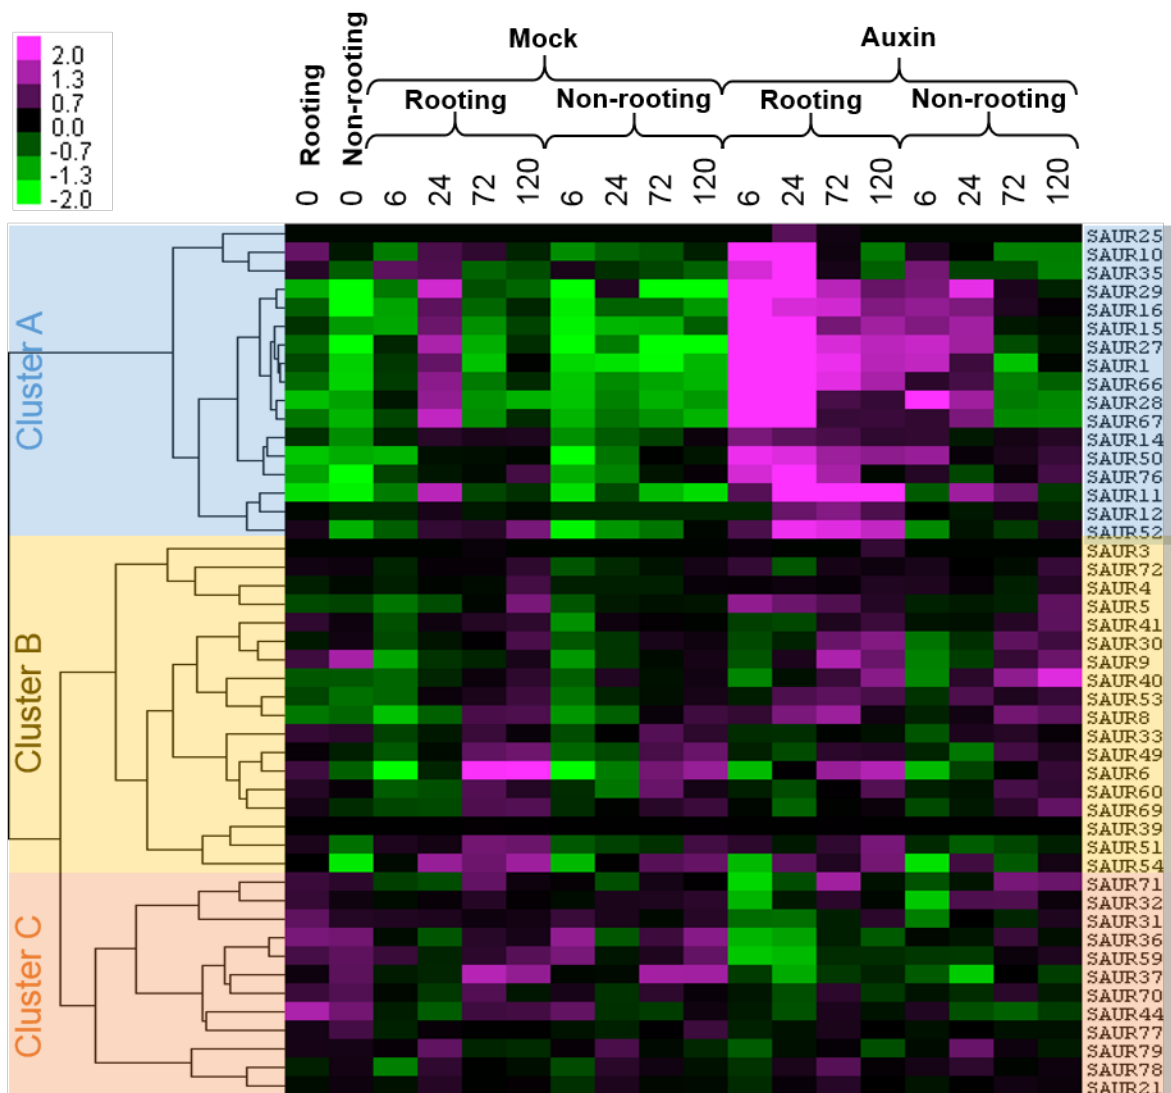 2.0
1.3
0.7
0.0
-0.7
-1.3
-2.0
Mock
Auxin
Rooting
Non-rooting
Rooting
Non-rooting
Rooting
Non-rooting
0 0 6 24 72 120 6 24 72 120 6 24 72 120 6 24 72 120
Cluster A
Cluster B
Cluster C
SAUR25
SAUR10
SAUR35
SAUR29
SAUR16
SAUR15
SAUR27
SAUR1
SAUR66
SAUR28
SAUR67
SAUR14
SAUR50
SAUR76
SAUR11
SAUR12
SAUR52
SAUR3
SAUR72
SAUR4
SAUR5
SAUR41
SAUR30
SAUR9
SAUR40
SAUR53
SAUR8
SAUR33
SAUR49
SAUR6
SAUR60
SAUR69
SAUR39
SAUR51
SAUR54
SAUR71
SAUR32
SAUR31
SAUR36
SAUR59
SAUR37
SAUR70
SAUR44
SAUR77
SAUR79
SAUR78
SAUR21